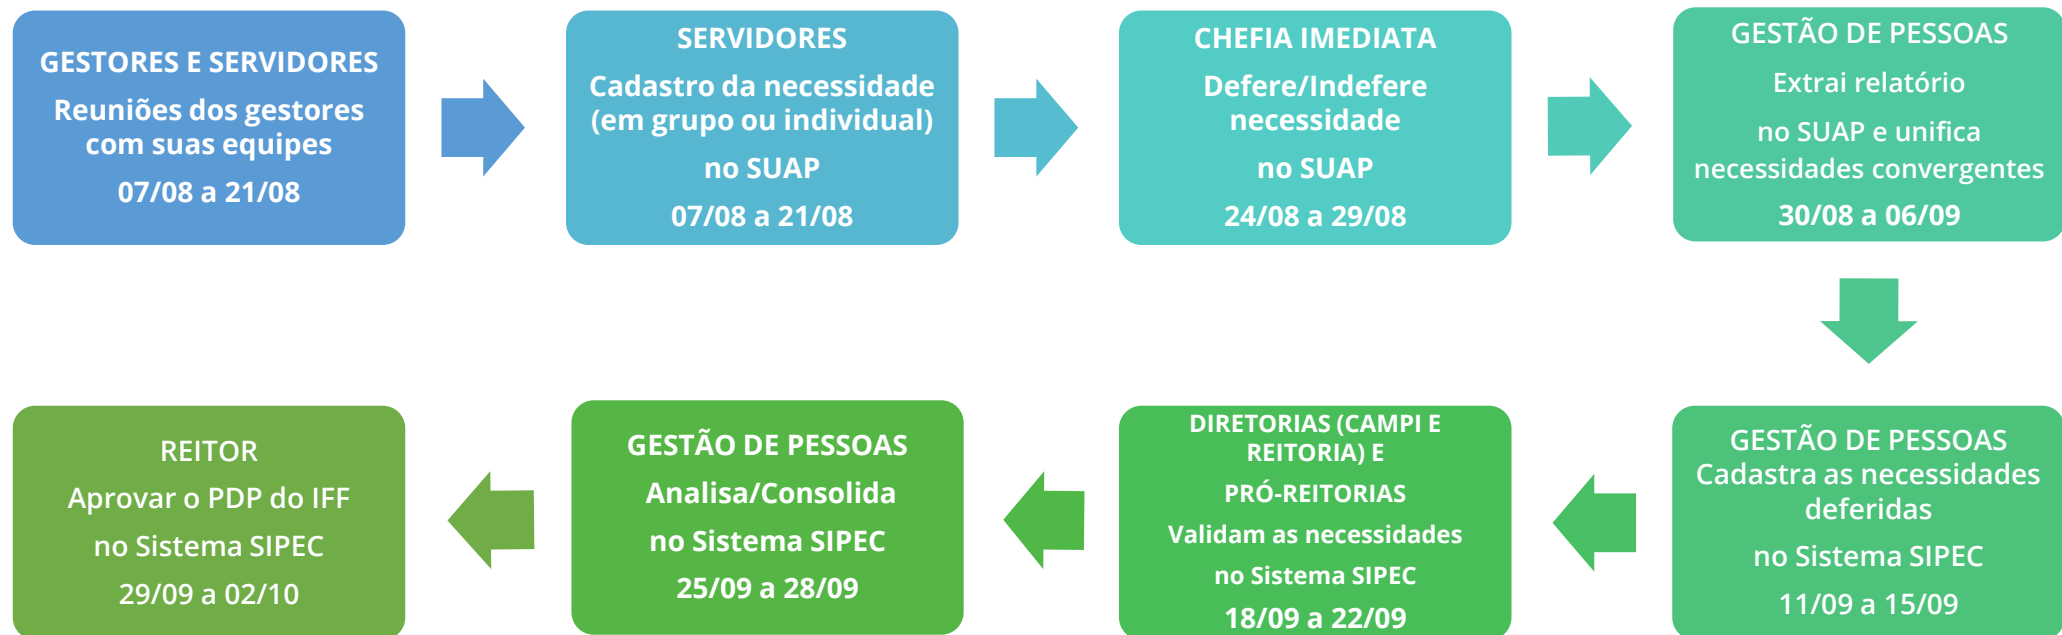 GESTORES E SERVIDORES
Reuniões dos gestores
com suas equipes
07/08 a 21/08
SERVIDORES
Cadastro da necessidade
(em grupo ou individual)
no SUAP
07/08 a 21/08
CHEFIA IMEDIATA
Defere/Indefere
necessidade
no SUAP
24/08 a 29/08
GESTÃO DE PESSOAS
Extrai relatório
no SUAP e unifica
necessidades convergentes
30/08 a 06/09
GESTÃO DE PESSOAS
Cadastra as necessidades
deferidas
no Sistema SIPEC
11/09 a 15/09
DIRETORIAS (CAMPI E
REITORIA) E
PRÓ-REITORIAS
Validam as necessidades
no Sistema SIPEC
18/09 a 22/09
GESTÃO DE PESSOAS
Analisa/Consolida
no Sistema SIPEC
25/09 a 28/09
REITOR
Aprovar o PDP do IFF
no Sistema SIPEC
29/09 a 02/10